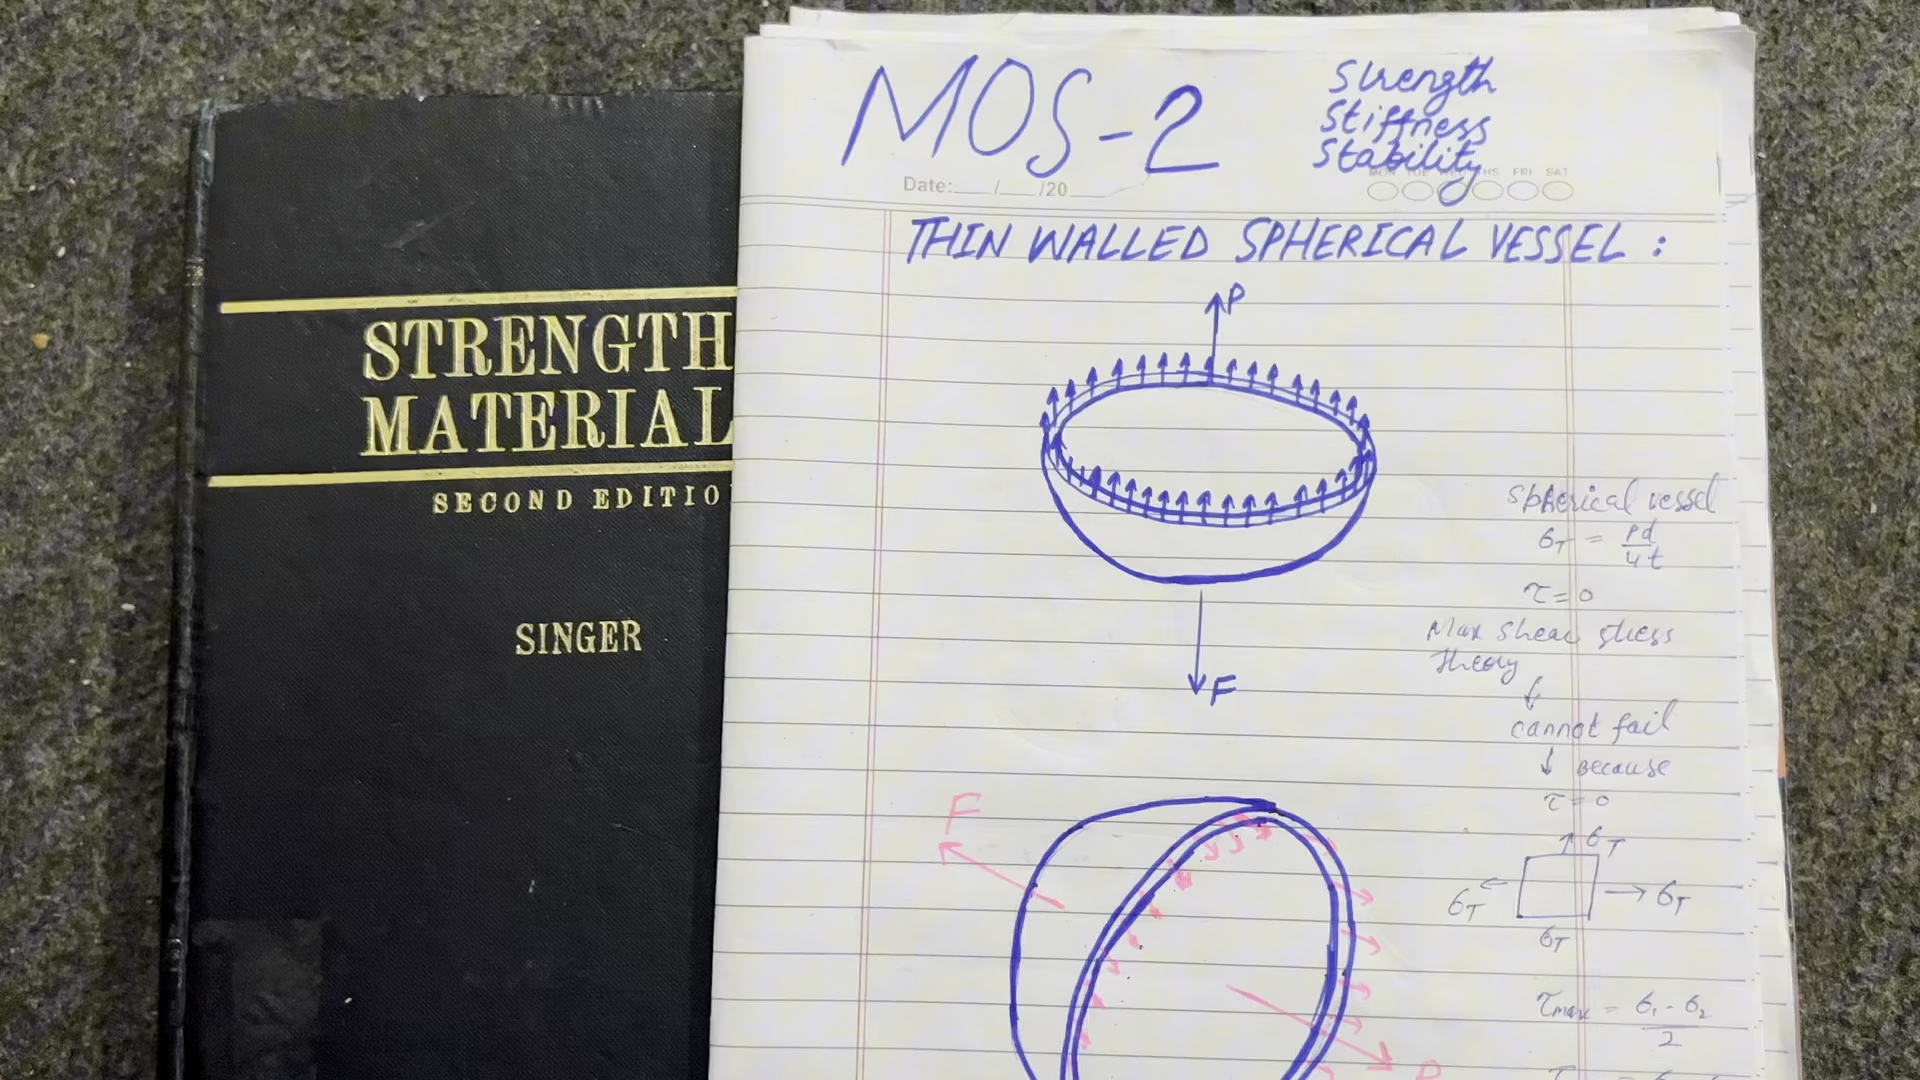 STRENGTH
MATERIAL
SECOND EDITIO
SINGER
MOS-2
Strength
Stiffness
Stability
Date: / /20
FRI SAT
THIN WALLED SPHERICAL VESSEL :
P
F
Spherical vessel
σT = Pd/4t
τ = 0
Max Shear stress
theory
↓
cannot fail
↓ Because
τ = 0
↑ σT
σT ← → σT
σT
F
τmax = σ1 - σ2 / 2
P